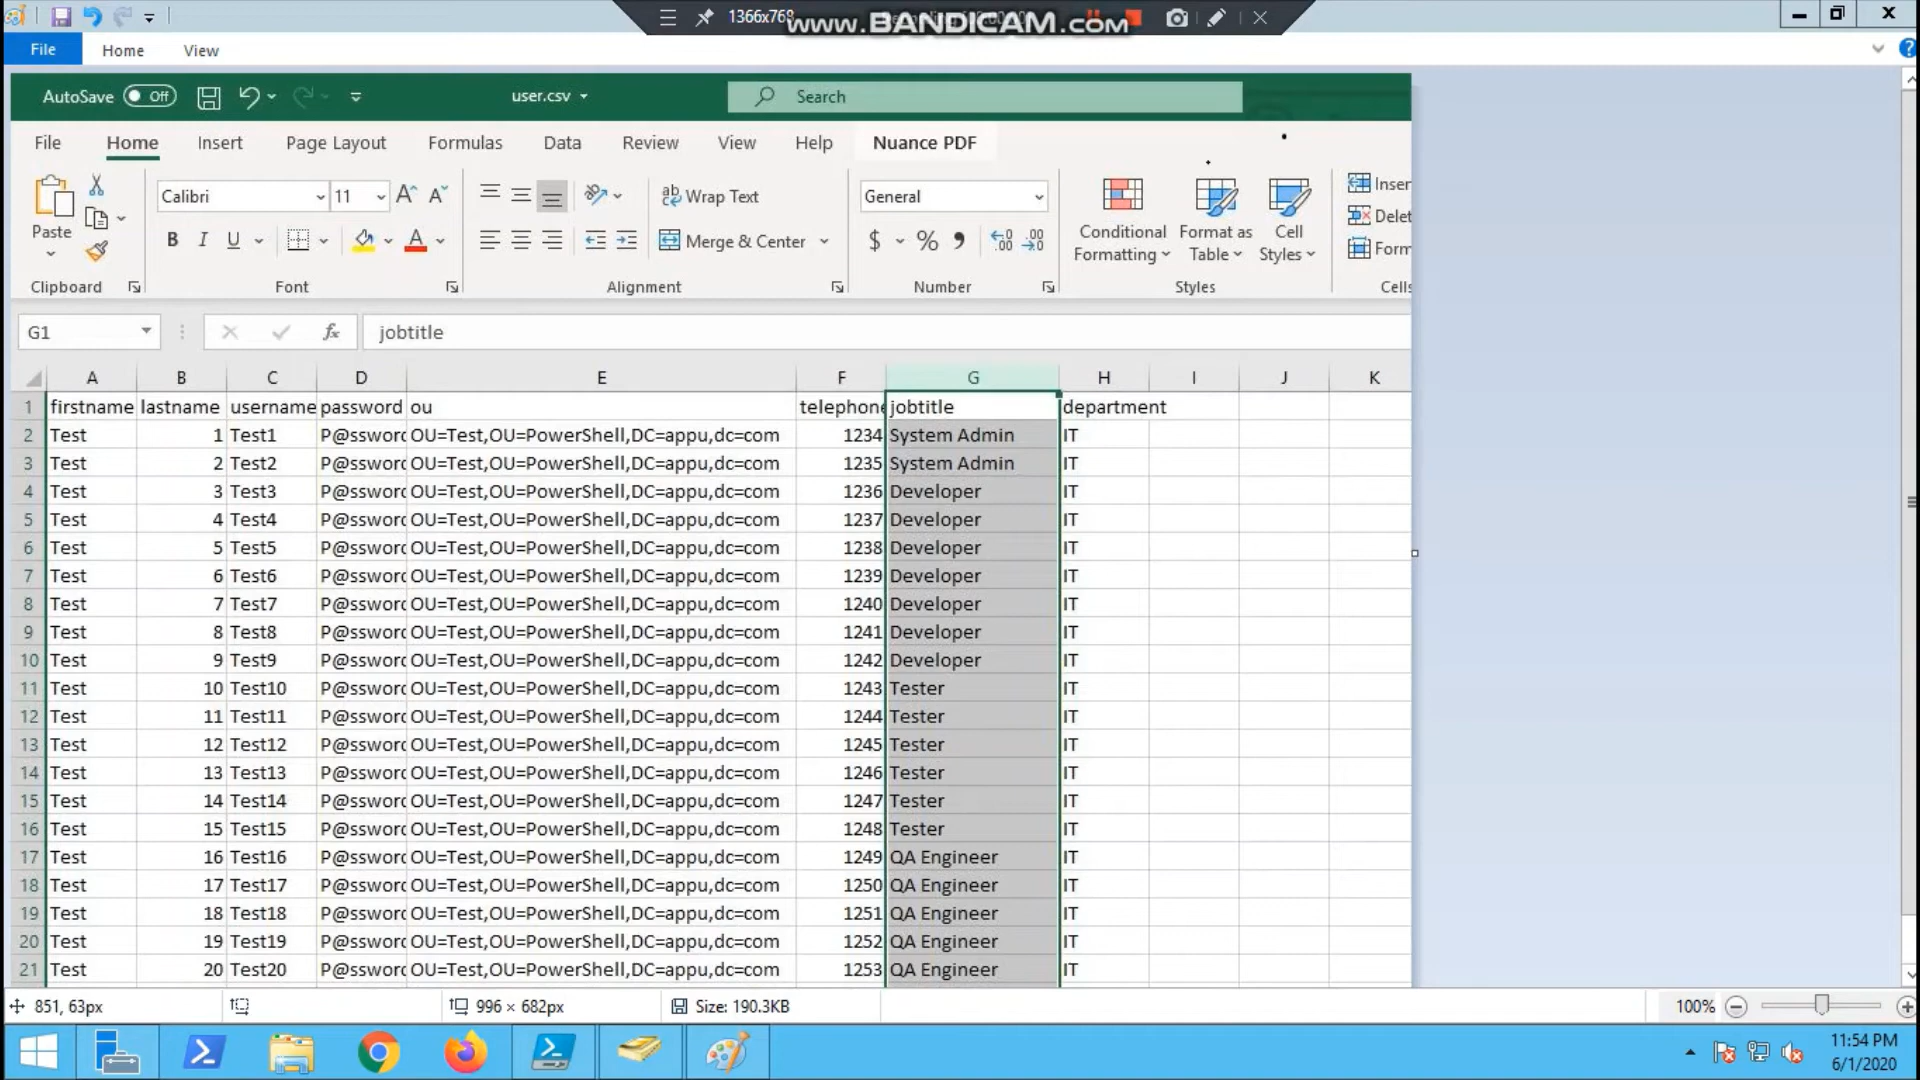 1366x768
www.BANDICAM.com
File Home View
AutoSave Off user.csv Search
File Home Insert Page Layout Formulas Data Review View Help Nuance PDF
Calibri 11 Wrap Text General
Paste B I U Merge & Center $ % Conditional Formatting Format as Table Cell Styles
Clipboard Font Alignment Number Styles
G1 fx jobtitle
A B C D E F G H I J K
1 firstname lastname username password ou telephone jobtitle department
2 Test 1 Test1 P@ssword OU=Test,OU=PowerShell,DC=appu,dc=com 1234 System Admin IT
3 Test 2 Test2 P@ssword OU=Test,OU=PowerShell,DC=appu,dc=com 1235 System Admin IT
4 Test 3 Test3 P@ssword OU=Test,OU=PowerShell,DC=appu,dc=com 1236 Developer IT
5 Test 4 Test4 P@ssword OU=Test,OU=PowerShell,DC=appu,dc=com 1237 Developer IT
6 Test 5 Test5 P@ssword OU=Test,OU=PowerShell,DC=appu,dc=com 1238 Developer IT
7 Test 6 Test6 P@ssword OU=Test,OU=PowerShell,DC=appu,dc=com 1239 Developer IT
8 Test 7 Test7 P@ssword OU=Test,OU=PowerShell,DC=appu,dc=com 1240 Developer IT
9 Test 8 Test8 P@ssword OU=Test,OU=PowerShell,DC=appu,dc=com 1241 Developer IT
10 Test 9 Test9 P@ssword OU=Test,OU=PowerShell,DC=appu,dc=com 1242 Developer IT
11 Test 10 Test10 P@ssword OU=Test,OU=PowerShell,DC=appu,dc=com 1243 Tester IT
12 Test 11 Test11 P@ssword OU=Test,OU=PowerShell,DC=appu,dc=com 1244 Tester IT
13 Test 12 Test12 P@ssword OU=Test,OU=PowerShell,DC=appu,dc=com 1245 Tester IT
14 Test 13 Test13 P@ssword OU=Test,OU=PowerShell,DC=appu,dc=com 1246 Tester IT
15 Test 14 Test14 P@ssword OU=Test,OU=PowerShell,DC=appu,dc=com 1247 Tester IT
16 Test 15 Test15 P@ssword OU=Test,OU=PowerShell,DC=appu,dc=com 1248 Tester IT
17 Test 16 Test16 P@ssword OU=Test,OU=PowerShell,DC=appu,dc=com 1249 QA Engineer IT
18 Test 17 Test17 P@ssword OU=Test,OU=PowerShell,DC=appu,dc=com 1250 QA Engineer IT
19 Test 18 Test18 P@ssword OU=Test,OU=PowerShell,DC=appu,dc=com 1251 QA Engineer IT
20 Test 19 Test19 P@ssword OU=Test,OU=PowerShell,DC=appu,dc=com 1252 QA Engineer IT
21 Test 20 Test20 P@ssword OU=Test,OU=PowerShell,DC=appu,dc=com 1253 QA Engineer IT
851, 63px 996 × 682px Size: 190.3KB 100%
11:54 PM
6/1/2020